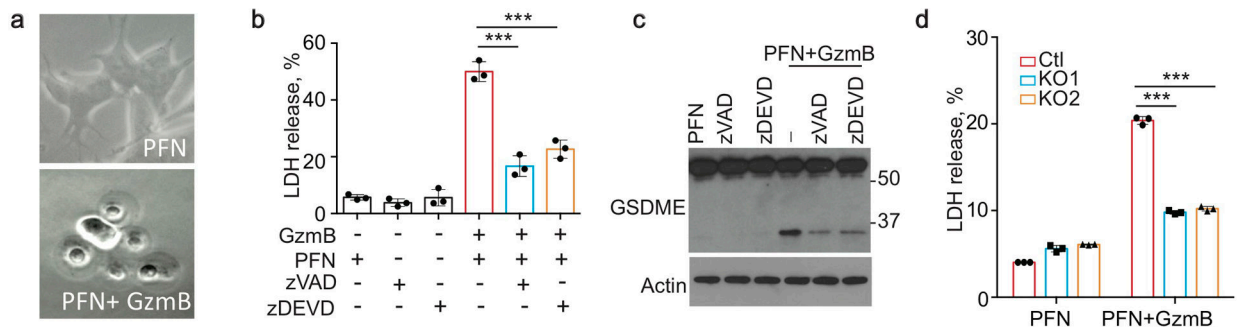 a
PFN
PFN+ GzmB
b
LDH release, %
60
40
20
0
***
***
GzmB - - - + + +
PFN + - - + + +
zVAD - + - - + -
zDEVD - - + - - +
c
PFN+GzmB
PFN
zVAD
zDEVD
–
zVAD
zDEVD
GSDME
-50
-37
Actin
d
LDH release, %
30
20
10
0
Ctl
KO1
KO2
***
***
PFN PFN+GzmB